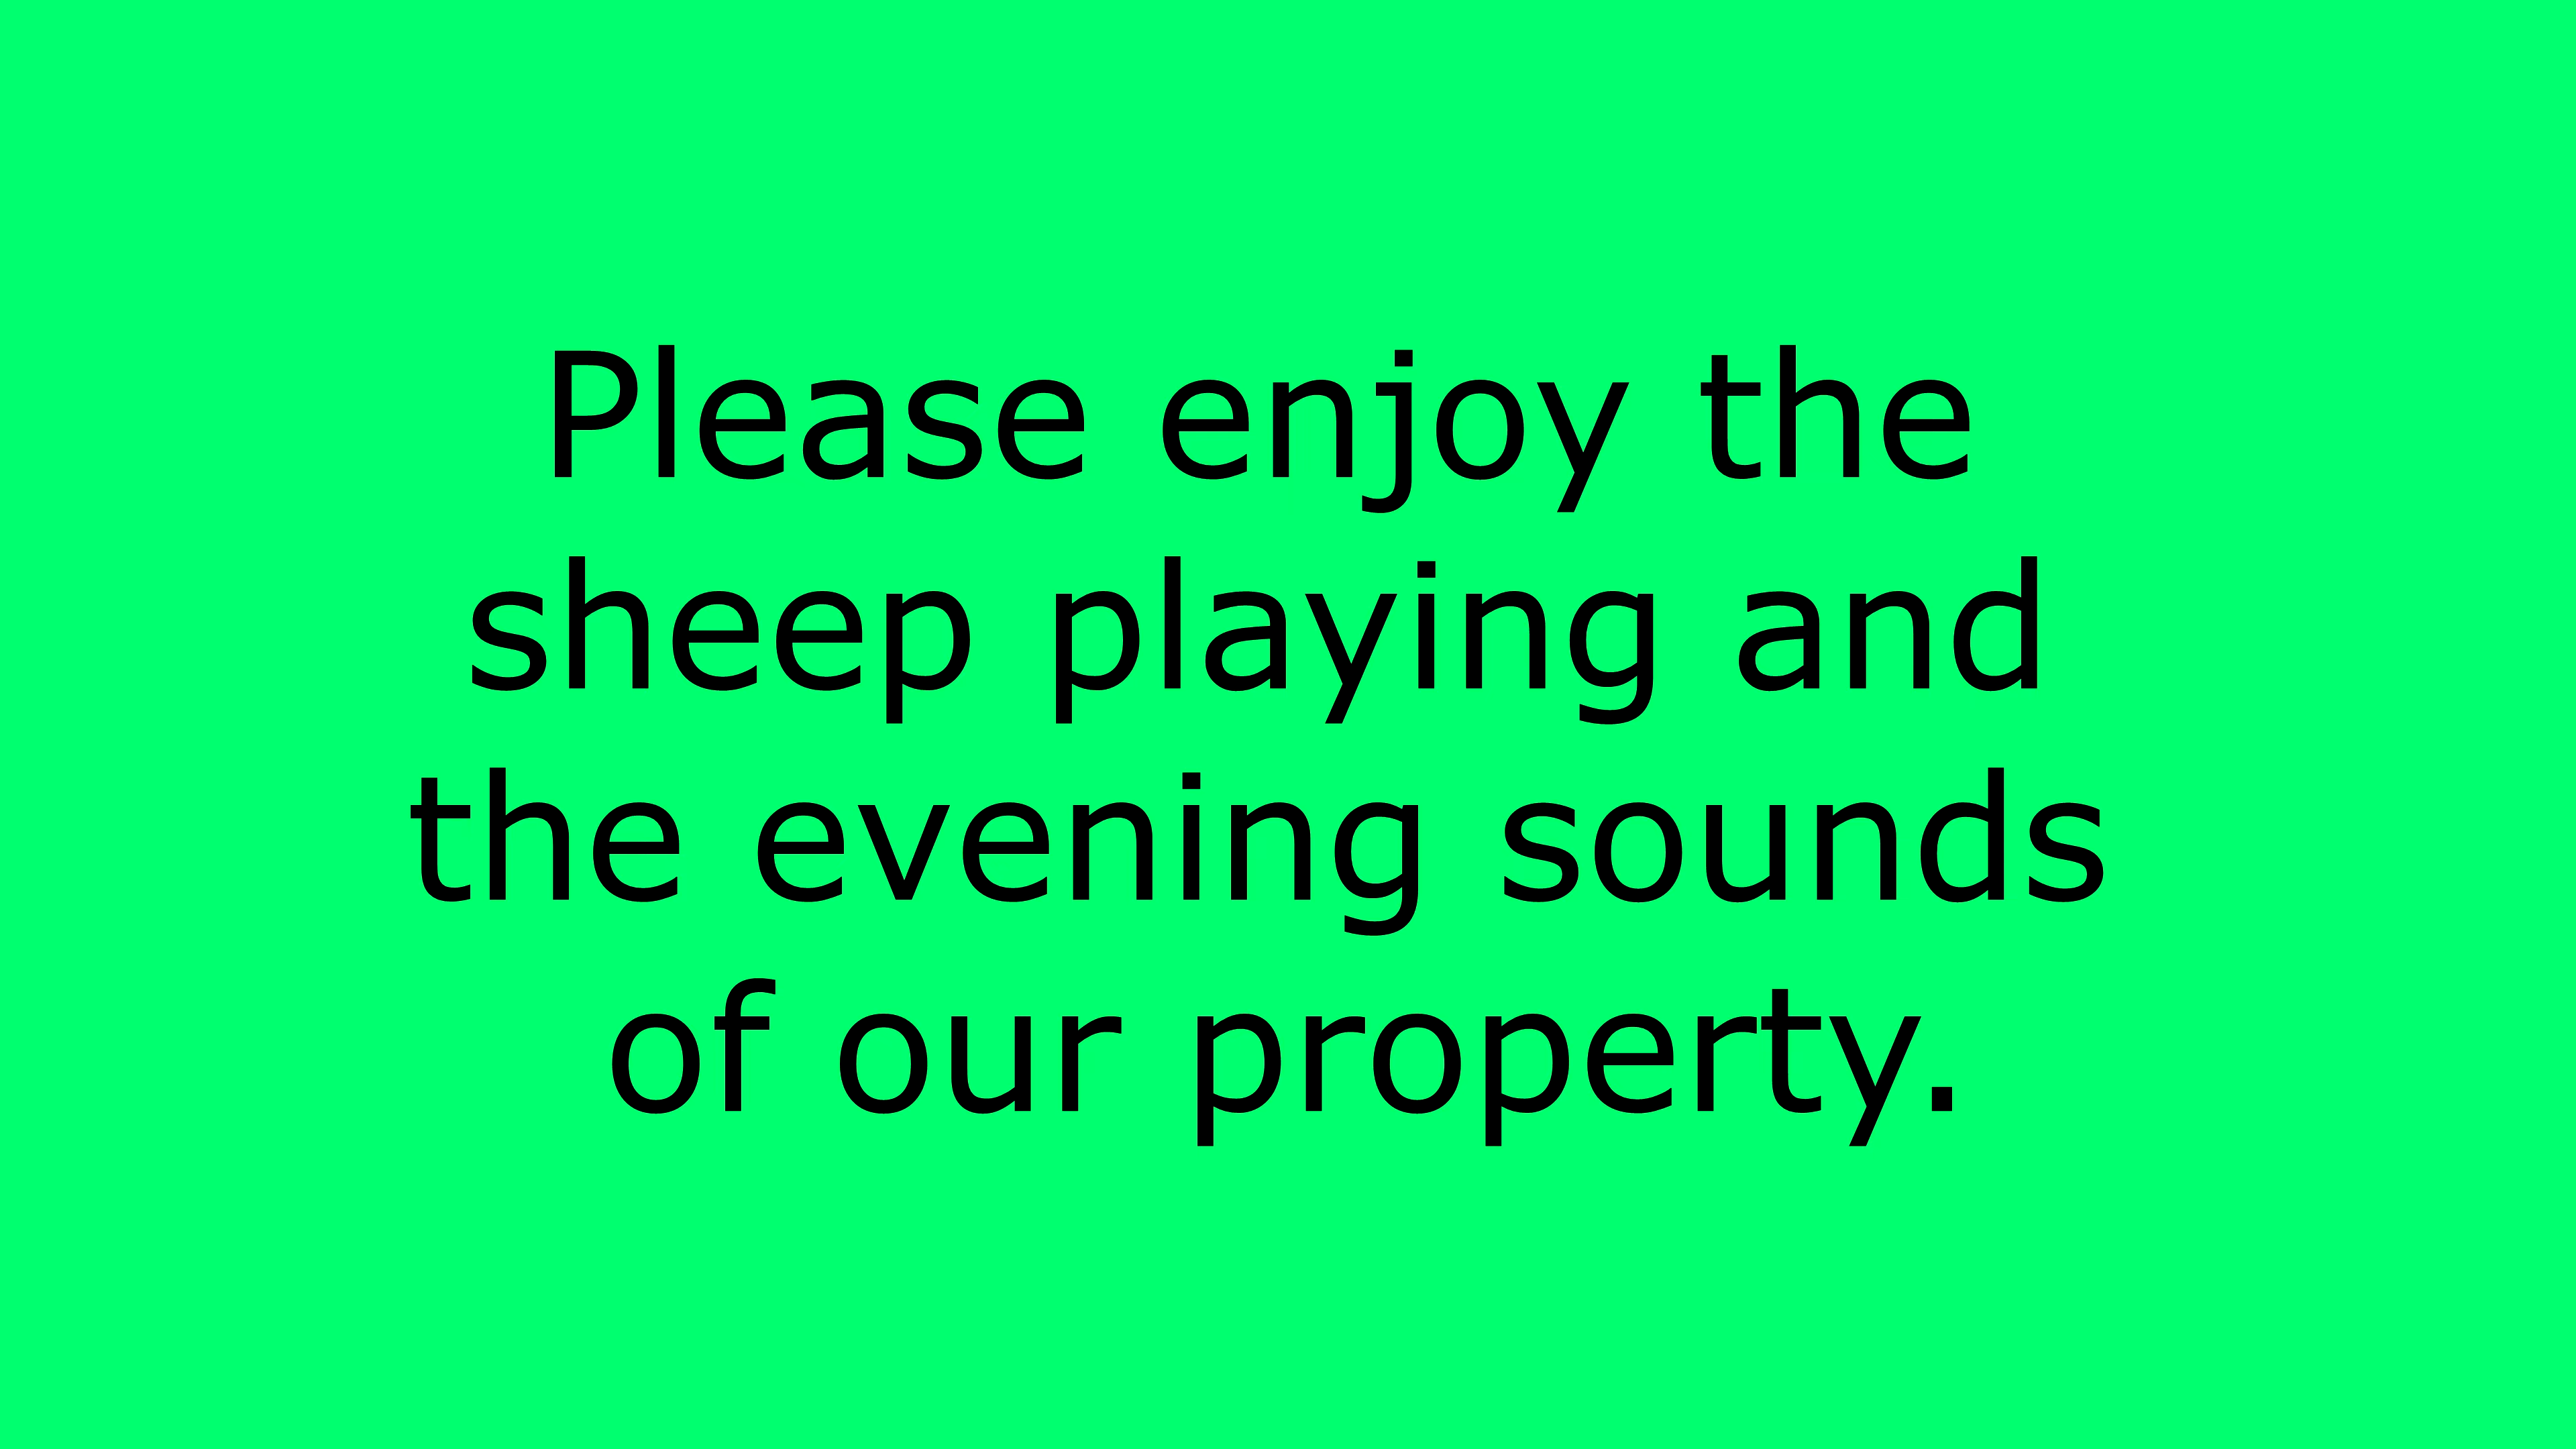 Please enjoy the
sheep playing and
the evening sounds
of our property.